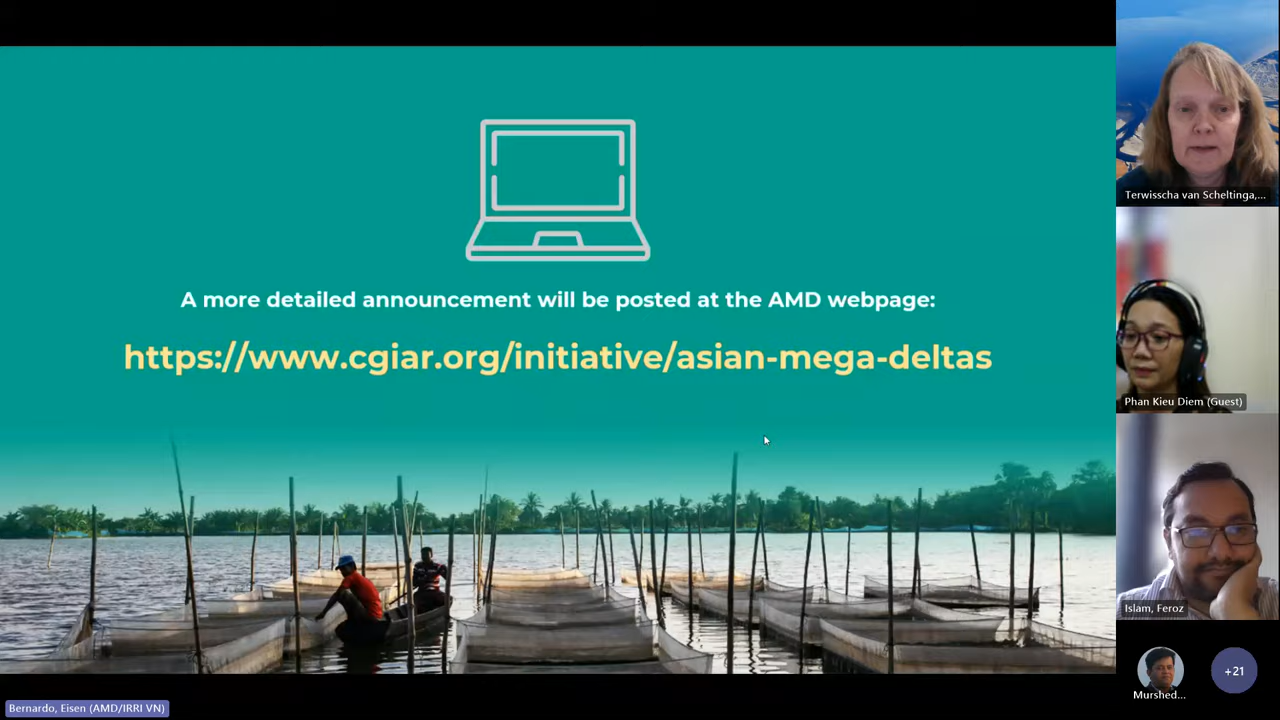 A more detailed announcement will be posted at the AMD webpage:
https://www.cgiar.org/initiative/asian-mega-deltas
Terwisscha van Scheltinga,...
Phan Kieu Diem (Guest)
Islam, Feroz
Murshed...
+21
Bernardo, Eisen (AMD/IRRI VN)